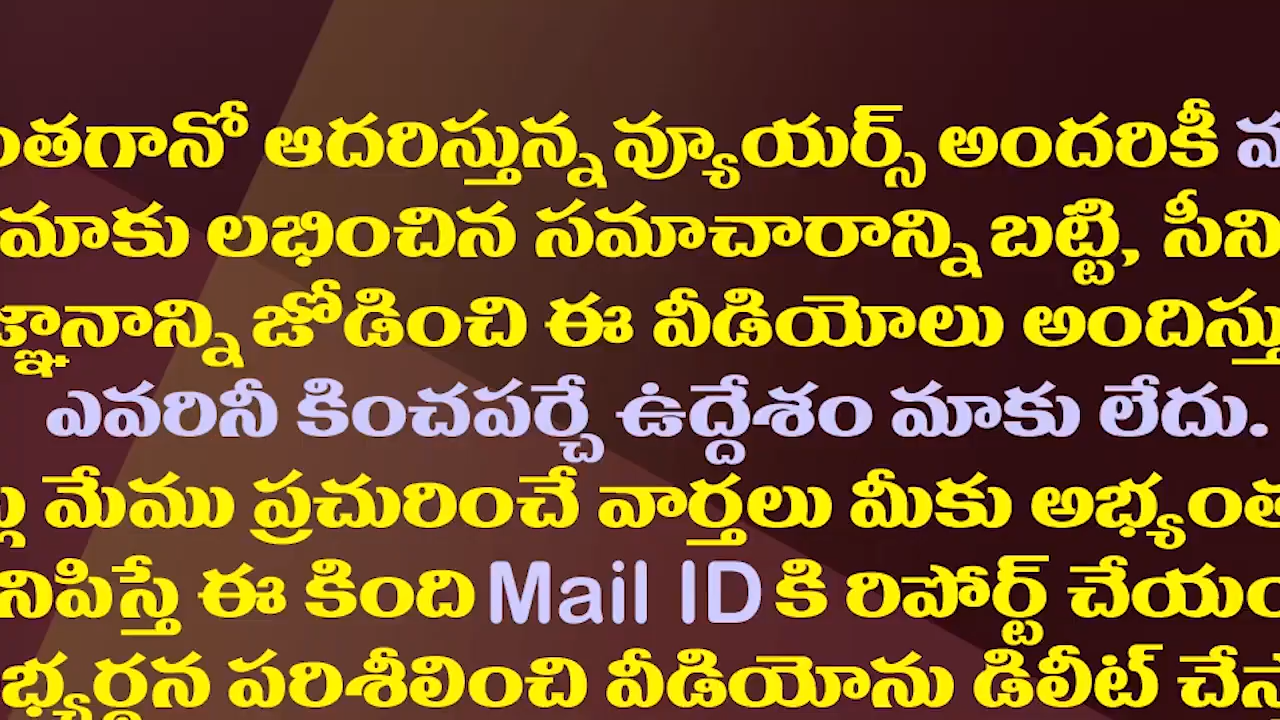 ఆదరిస్తున్న వ్యూయర్స్ అందరికీ
మాకు లభించిన సమాచారాన్ని బట్టి,
జోడించి ఈ వీడియోలు
ఎవరినీ కించపర్చే ఉద్దేశం మాకు లేదు.
మేము ప్రచురించే వార్తలు మీకు
ఈ కింది Mail ID కి రిపోర్ట్
పరిశీలించి వీడియోను డిలీట్